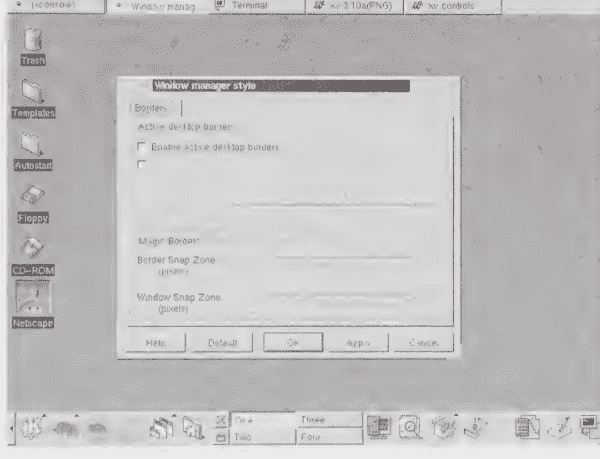 (<console>)
Window manag
Terminal
xv 3.10a(PNG)
xv controls
Trash
Templates
Autostart
Floppy
CD-ROM
Netscape
Window manager style
Borders
Active desktop borders
Enable active desktop borders
Magic Borders
Border Snap Zone
(pixels)
Window Snap Zone
(pixels)
Help
Default
OK
Apply
Cancel
One
Three
Two
Four